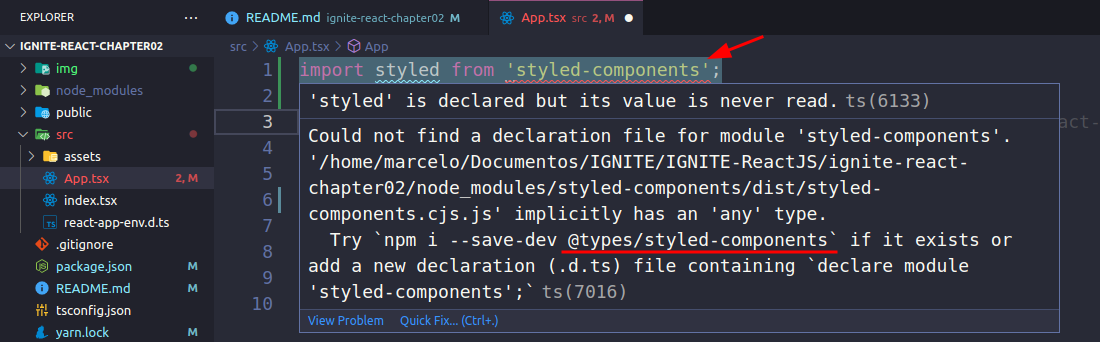 EXPLORER
README.md ignite-react-chapter02 M
App.tsx src 2, M
IGNITE-REACT-CHAPTER02
img
node_modules
public
src
assets
App.tsx 2, M
index.tsx
react-app-env.d.ts
.gitignore
package.json M
README.md M
tsconfig.json
yarn.lock M
src > App.tsx > App
1 import styled from 'styled-components';
2
3
4
5
6
7
8
9
10
'styled' is declared but its value is never read. ts(6133)
Could not find a declaration file for module 'styled-components'.
'/home/marcelo/Documentos/IGNITE/IGNITE-ReactJS/ignite-react-
chapter02/node_modules/styled-components/dist/styled-
components.cjs.js' implicitly has an 'any' type.
Try `npm i --save-dev @types/styled-components` if it exists or
add a new declaration (.d.ts) file containing `declare module
'styled-components';` ts(7016)
View Problem Quick Fix... (Ctrl+.)